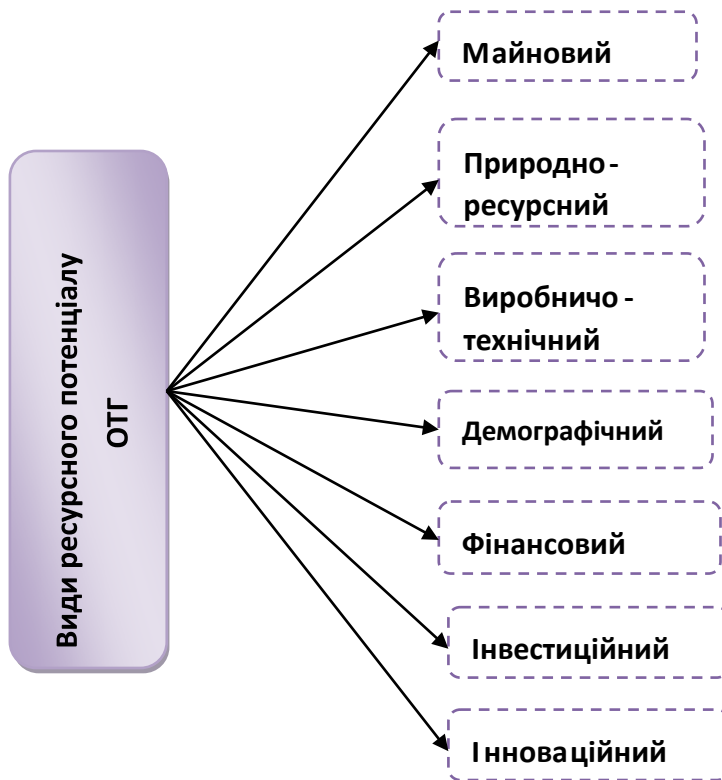 Види ресурсного потенціалу
ОТГ
Майновий
Природно-
ресурсний
Виробничо-
технічний
Демографічний
Фінансовий
Інвестиційний
Інноваційний